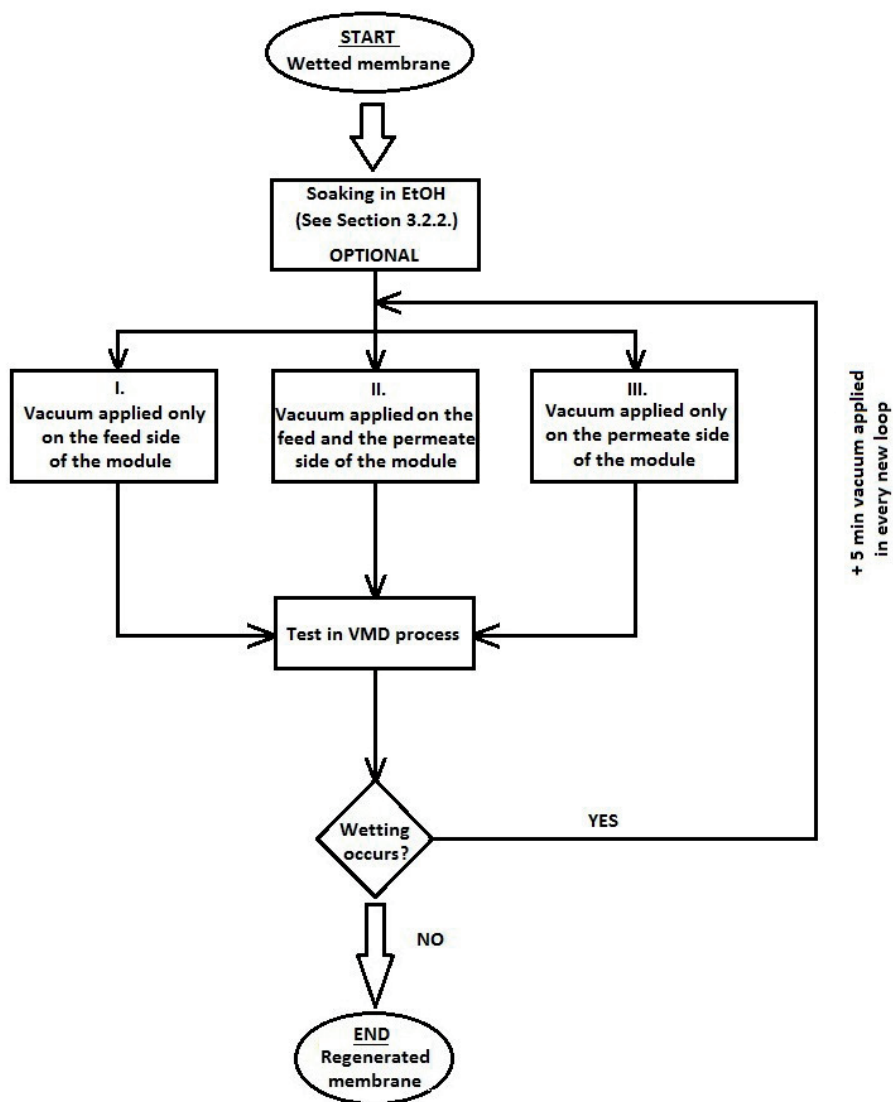 START
Wetted membrane
Soaking in EtOH
(See Section 3.2.2.)
OPTIONAL
I.
Vacuum applied only
on the feed side
of the module
II.
Vacuum applied on the
feed and the permeate
side of the module
III.
Vacuum applied only
on the permeate side
of the module
+ 5 min vacuum applied
in every new loop
Test in VMD process
Wetting
occurs?
YES
NO
END
Regenerated
membrane